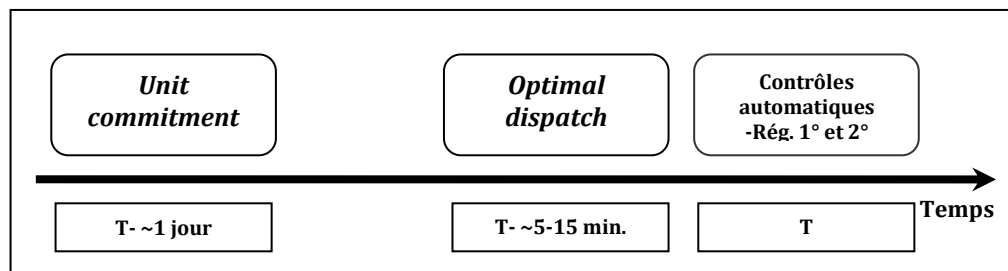 Unit
commitment
Optimal
dispatch
Contrôles
automatiques
-Rég. 1° et 2°
Temps
T- ~1 jour
T- ~5-15 min.
T